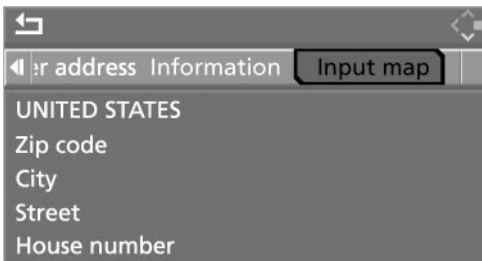 er address Information Input map
UNITED STATES
Zip code
City
Street
House number